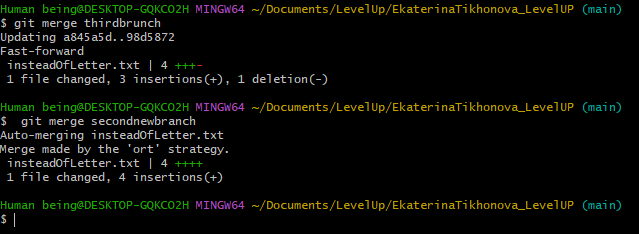 Human being@DESKTOP-GQKCO2H MINGW64 ~/Documents/LevelUp/EkaterinaTikhonova_LevelUP (main)
$ git merge thirdbrunch
Updating a845a5d..98d5872
Fast-forward
 insteadOfLetter.txt | 4 +++-
 1 file changed, 3 insertions(+), 1 deletion(-)

Human being@DESKTOP-GQKCO2H MINGW64 ~/Documents/LevelUp/EkaterinaTikhonova_LevelUP (main)
$  git merge secondnewbranch
Auto-merging insteadOfLetter.txt
Merge made by the 'ort' strategy.
 insteadOfLetter.txt | 4 ++++
 1 file changed, 4 insertions(+)

Human being@DESKTOP-GQKCO2H MINGW64 ~/Documents/LevelUp/EkaterinaTikhonova_LevelUP (main)
$